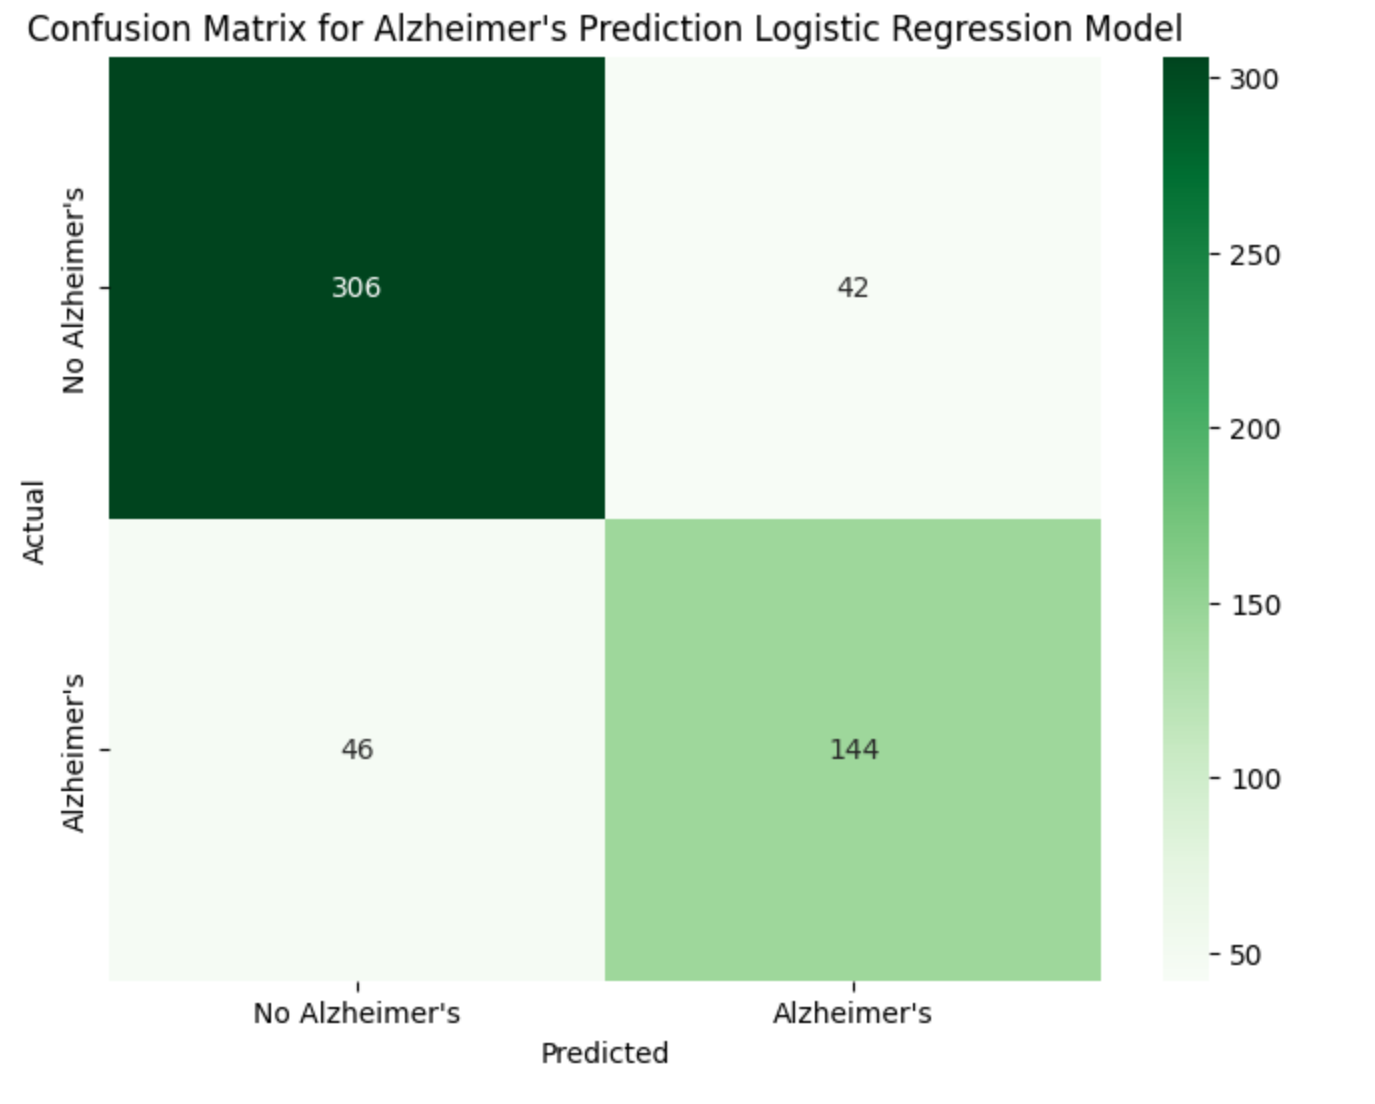 Confusion Matrix for Alzheimer's Prediction Logistic Regression Model
Actual
No Alzheimer's
Alzheimer's
306
42
46
144
No Alzheimer's
Alzheimer's
Predicted
300
250
200
150
100
50